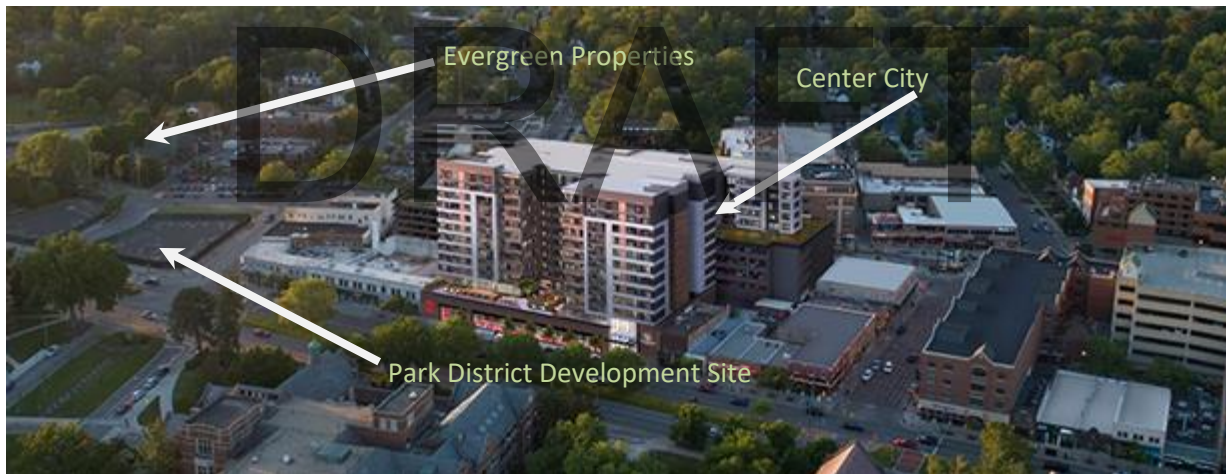 DRAFT
Evergreen Properties
Center City
Park District Development Site